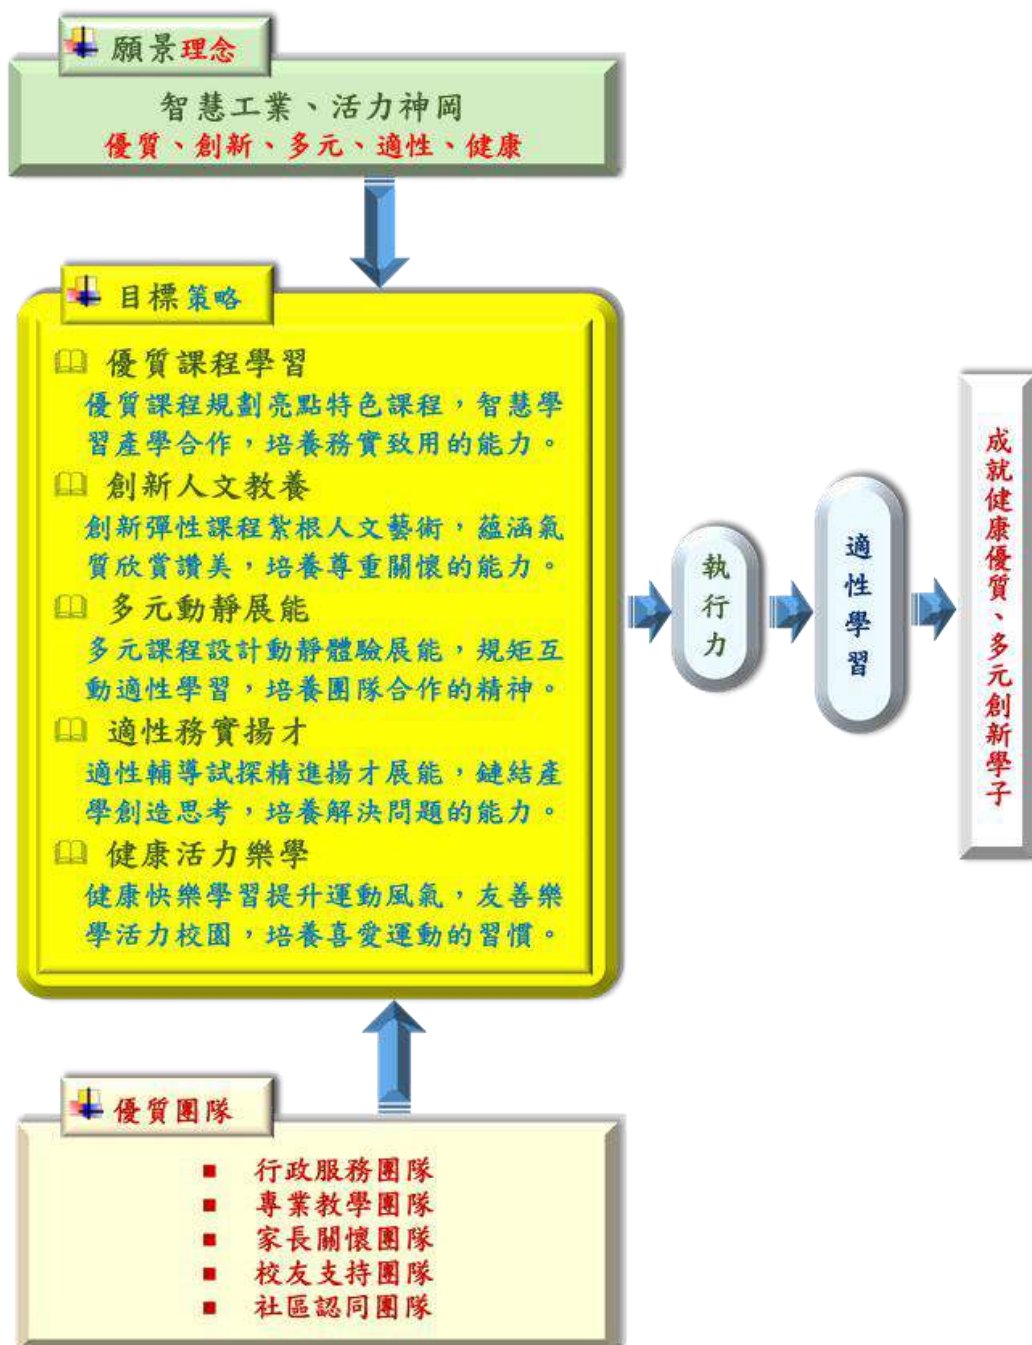 願景理念
智慧工業、活力神岡
優質、創新、多元、適性、健康
目標策略
優質課程學習
優質課程規劃亮點特色課程，智慧學
習產學合作，培養務實致用的能力。
創新人文教養
創新彈性課程紮根人文藝術，蘊涵氣
質欣賞讚美，培養尊重關懷的能力。
多元動靜展能
多元課程設計動靜體驗展能，規矩互
動適性學習，培養團隊合作的精神。
適性務實揚才
適性輔導試探精進揚才展能，鏈結產
學創造思考，培養解決問題的能力。
健康活力樂學
健康快樂學習提升運動風氣，友善樂
學活力校園，培養喜愛運動的習慣。
執行力
適性學習
成就健康優質、多元創新學子
優質團隊
行政服務團隊
專業教學團隊
家長關懷團隊
校友支持團隊
社區認同團隊